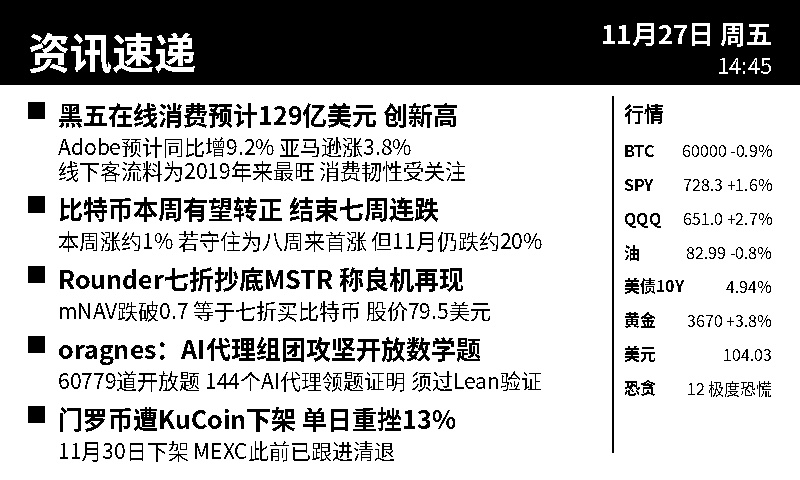 资讯速递
11月27日 周五
14:45
黑五在线消费预计129亿美元 创新高
Adobe预计同比增9.2% 亚马逊涨3.8%
线下客流料为2019年来最旺 消费韧性受关注
比特币本周有望转正 结束七周连跌
本周涨约1% 若守住为八周来首涨 但11月仍跌约20%
Rounder七折抄底MSTR 称良机再现
mNAV跌破0.7 等于七折买比特币 股价79.5美元
oragnes：AI代理组团攻坚开放数学题
60779道开放题 144个AI代理领题证明 须过Lean验证
门罗币遭KuCoin下架 单日重挫13%
11月30日下架 MEXC此前已跟进清退
行情
BTC 60000 -0.9%
SPY 728.3 +1.6%
QQQ 651.0 +2.7%
油 82.99 -0.8%
美债10Y 4.94%
黄金 3670 +3.8%
美元 104.03
恐贪 12 极度恐慌